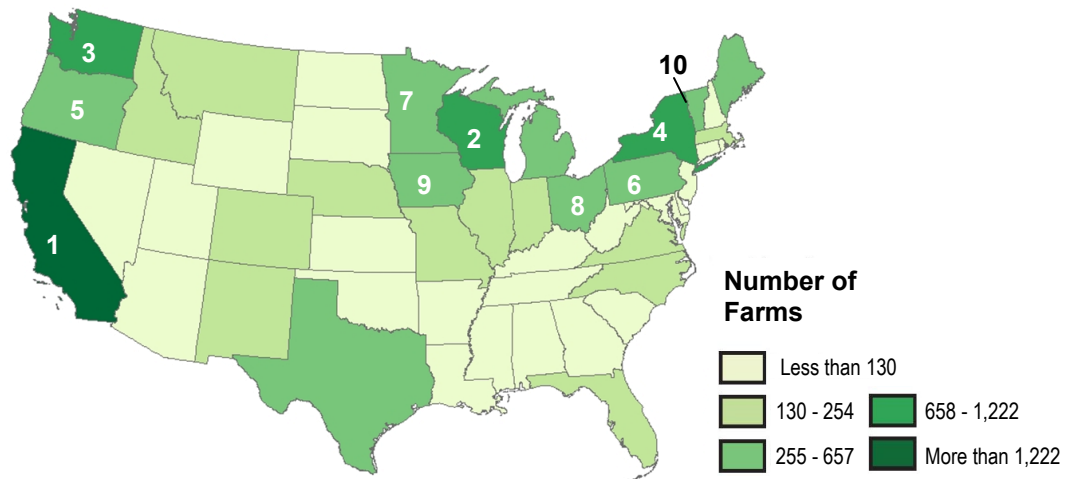 3
10
5
7
2
4
9
6
8
1
Number of
Farms
Less than 130
130 - 254
658 - 1,222
255 - 657
More than 1,222